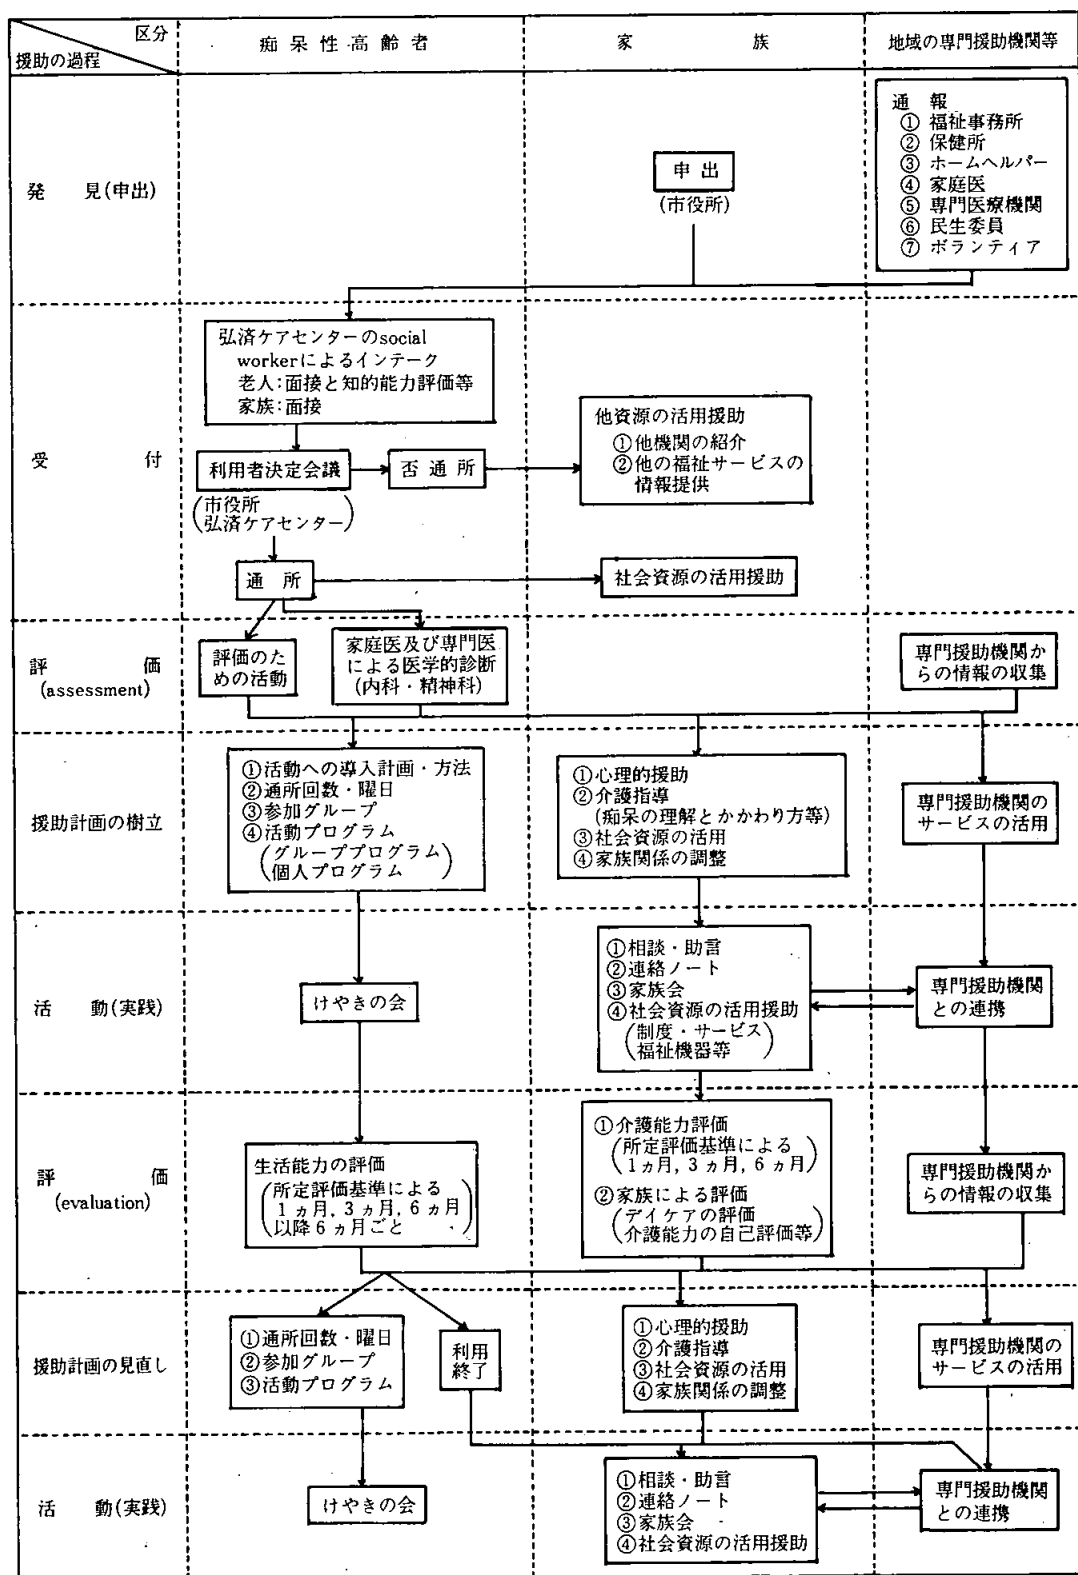 区分
援助の過程
痴呆性高齢者
家族
地域の専門援助機関等
発見(申出)
申出
(市役所)
通報
① 福祉事務所
② 保健所
③ ホームヘルパー
④ 家庭医
⑤ 専門医療機関
⑥ 民生委員
⑦ ボランティア
受付
弘済ケアセンターのsocial
workerによるインテーク
老人:面接と知的能力評価等
家族:面接
利用者決定会議
(市役所
弘済ケアセンター)
否通所
他資源の活用援助
①他機関の紹介
②他の福祉サービスの
情報提供
通所
社会資源の活用援助
評価
(assessment)
評価のた
めの活動
家庭医及び専門医
による医学的診断
(内科・精神科)
専門援助機関か
らの情報の収集
援助計画の樹立
①活動への導入計画・方法
②通所回数・曜日
③参加グループ
④活動プログラム
(グループプログラム
個人プログラム)
①心理的援助
②介護指導
(痴呆の理解とかかわり方等)
③社会資源の活用
④家族関係の調整
専門援助機関の
サービスの活用
活動(実践)
けやきの会
①相談・助言
②連絡ノート
③家族会
④社会資源の活用援助
(制度・サービス
福祉機器等)
専門援助機関
との連携
評価
(evaluation)
生活能力の評価
(所定評価基準による
1ヵ月,3ヵ月,6ヵ月
以降6ヵ月ごと)
①介護能力評価
(所定評価基準による
1ヵ月,3ヵ月,6ヵ月)
②家族による評価
(デイケアの評価
介護能力の自己評価等)
専門援助機関か
らの情報の収集
援助計画の見直し
①通所回数・曜日
②参加グループ
③活動プログラム
利用
終了
①心理的援助
②介護指導
③社会資源の活用
④家族関係の調整
専門援助機関の
サービスの活用
活動(実践)
けやきの会
①相談・助言
②連絡ノート
③家族会
④社会資源の活用援助
専門援助機関
との連携